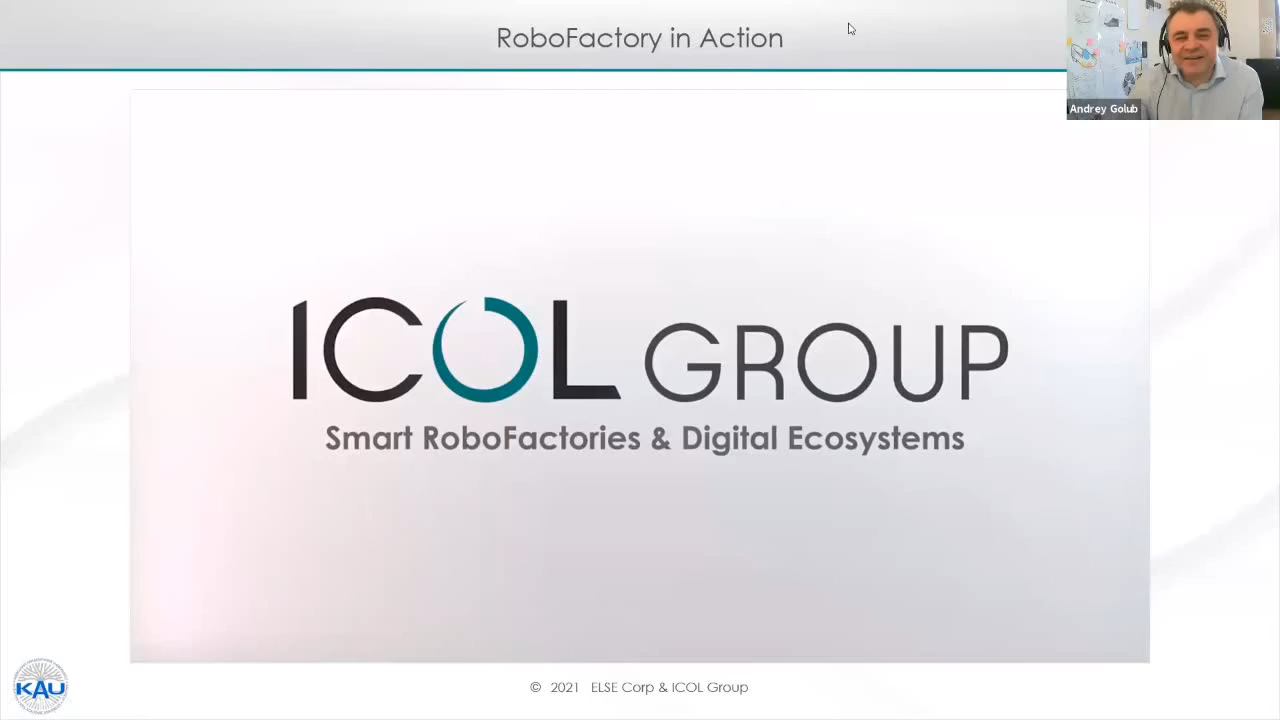 RoboFactory in Action
Andrey Golub
ICOL GROUP
Smart RoboFactories & Digital Ecosystems
KAU
© 2021 ELSE Corp & ICOL Group